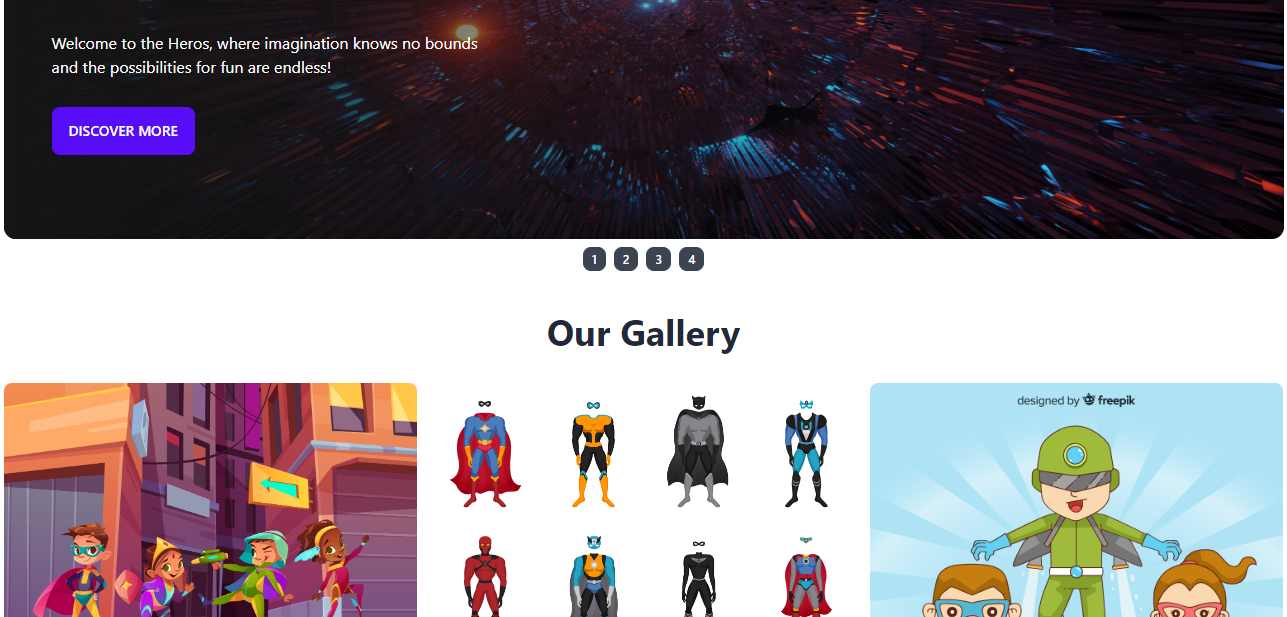 Welcome to the Heros, where imagination knows no bounds
and the possibilities for fun are endless!
DISCOVER MORE
1 2 3 4
Our Gallery
designed by freepik